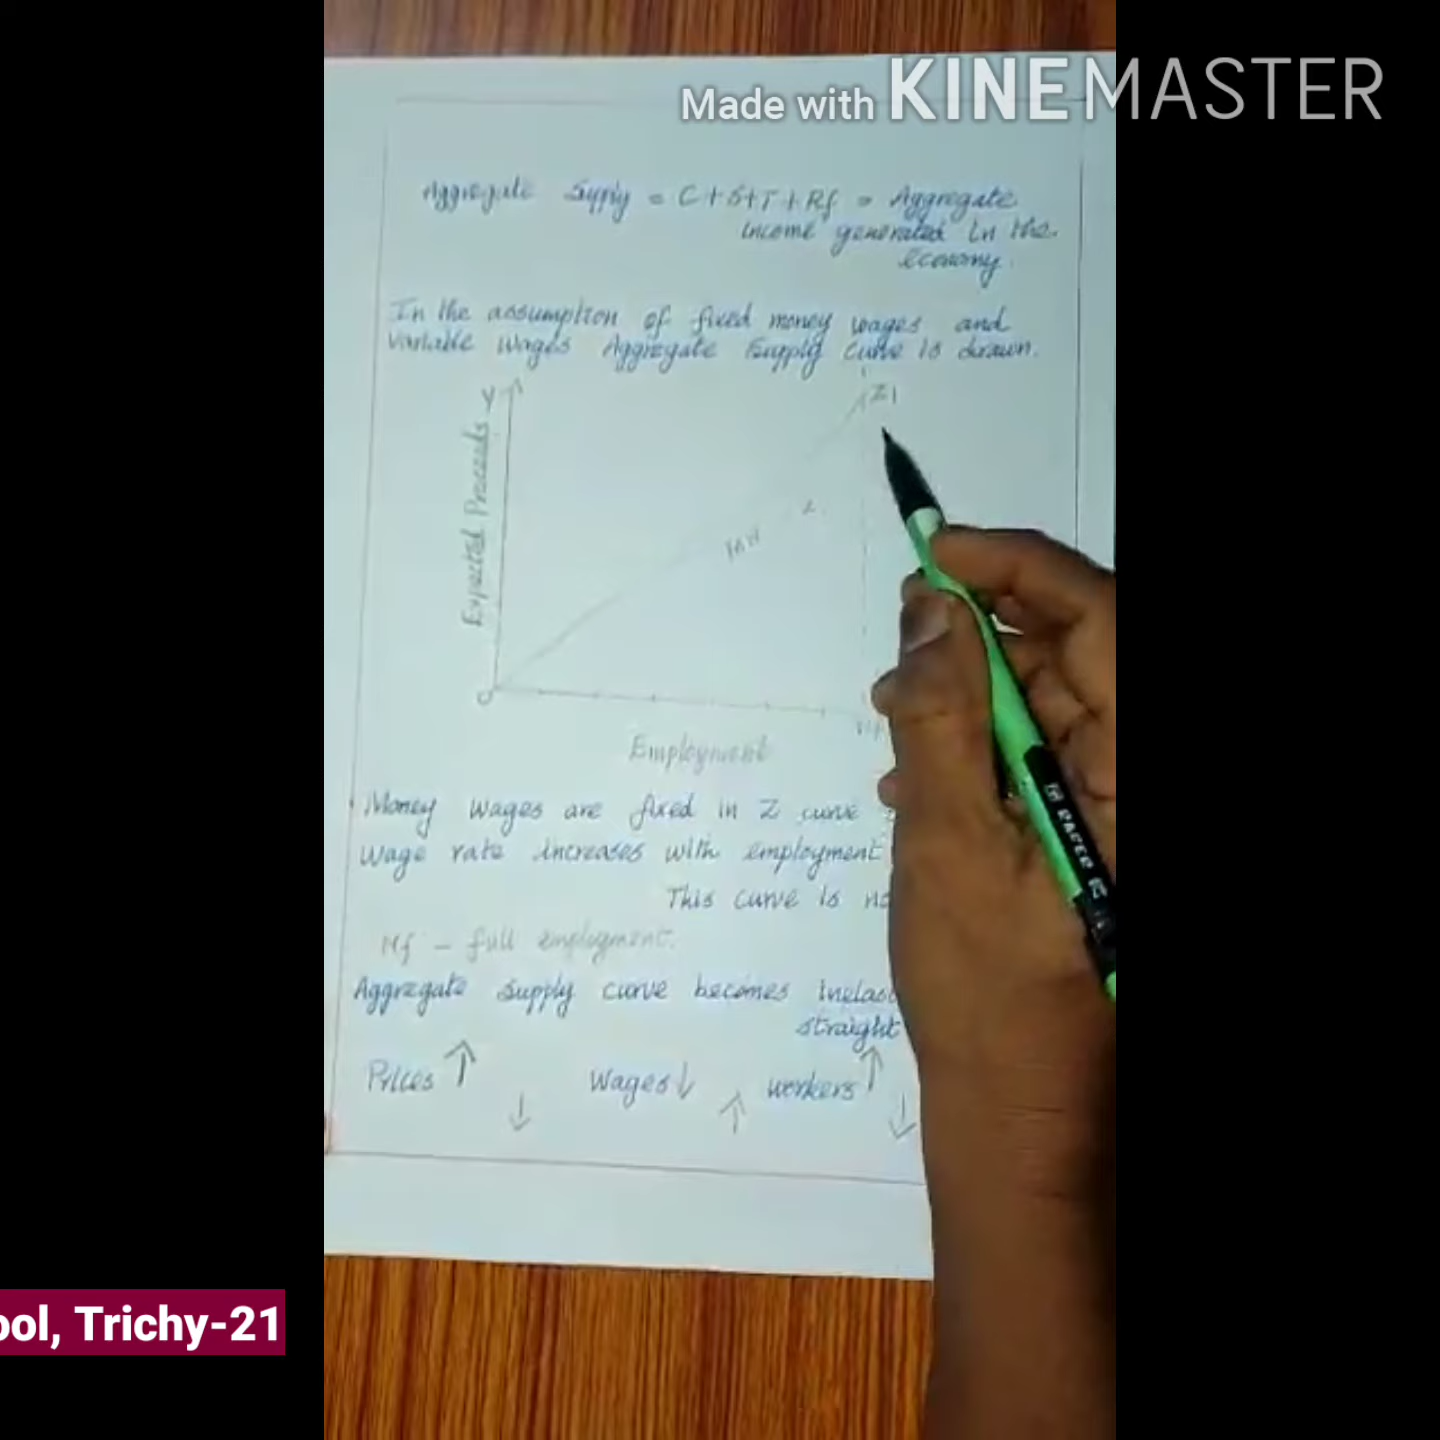 Made with KINEMASTER
Aggregate Supply = C+S+T+Rf = Aggregate
income generated in the
economy.
In the assumption of fixed money wages and
variable wages Aggregate Supply curve is drawn.
Y
Z1
Expected Proceeds
Z
O
Nf
Employment
Money wages are fixed in Z curve
Wage rate increases with employment
This curve is
Nf - full employment.
Aggregate supply curve becomes
straight
Prices ↑ Wages ↓ workers ↑
↓ ↑ ↓
ool, Trichy-21
PAPER